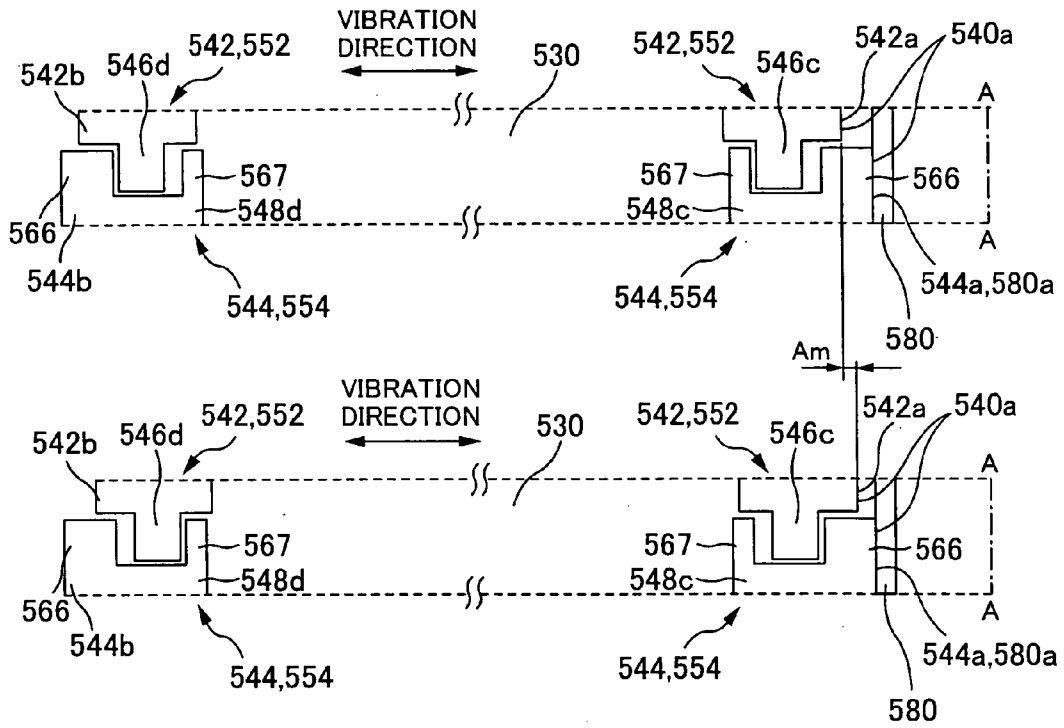 VIBRATION
DIRECTION
542,552
546d
542b
530
542,552
546c
542a
540a
A
567
548d
566
544b
544,554
567
548c
566
A
544,554
544a,580a
580
Am
VIBRATION
DIRECTION
542,552
546d
542b
530
542,552
546c
542a
540a
A
567
548d
566
544b
544,554
567
548c
566
A
544,554
544a,580a
580